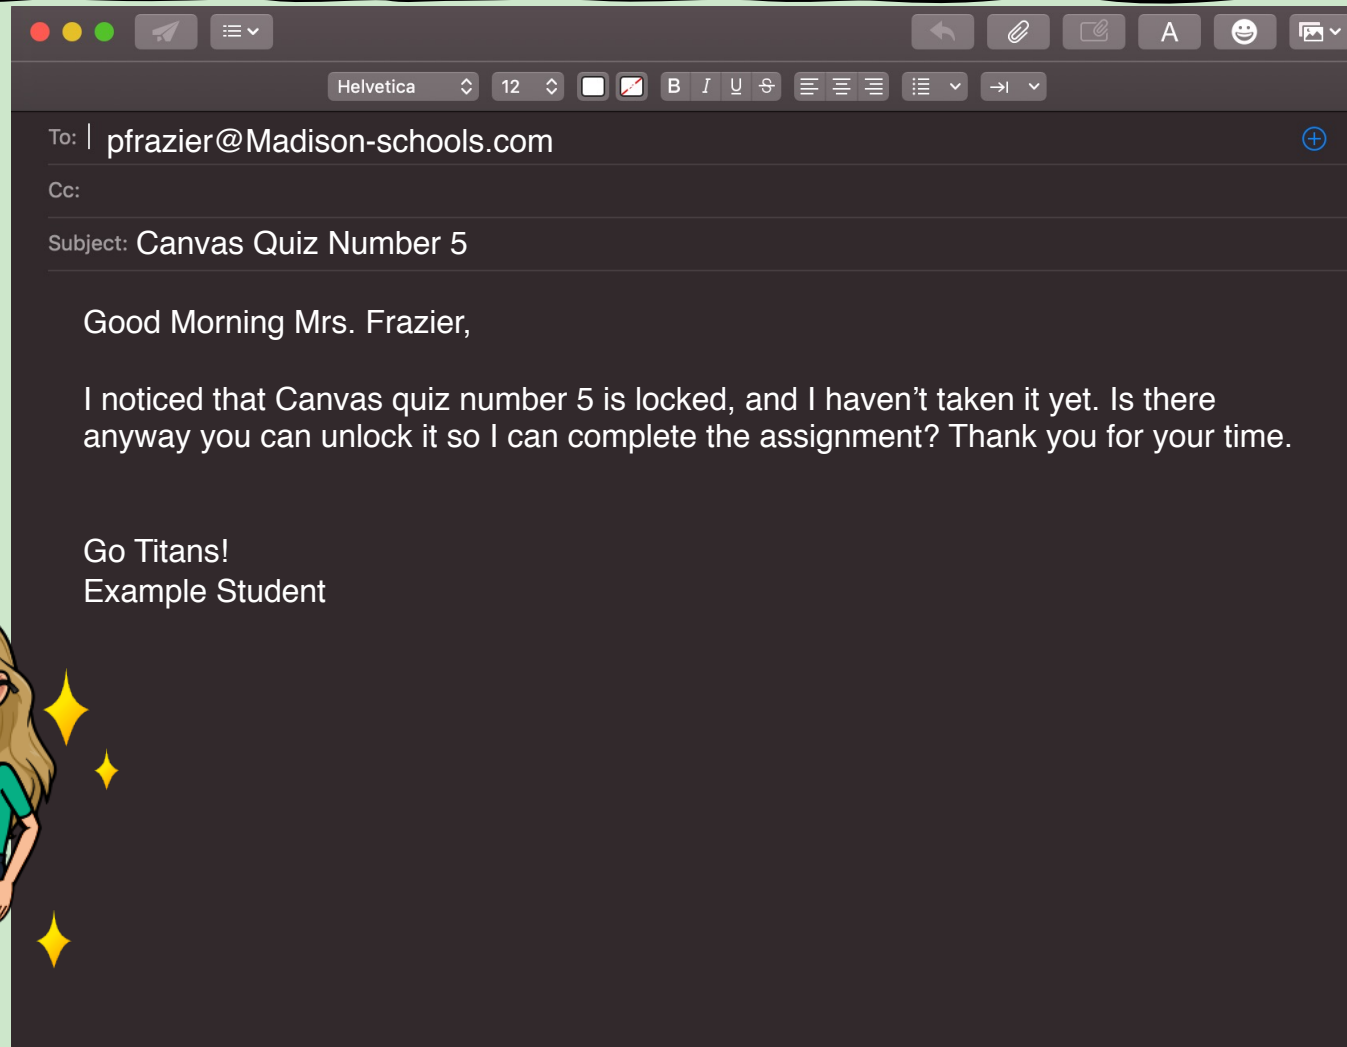 Helvetica 12 B I U S
A
To: pfrazier@Madison-schools.com
Cc:
Subject: Canvas Quiz Number 5
Good Morning Mrs. Frazier,
I noticed that Canvas quiz number 5 is locked, and I haven’t taken it yet. Is there
anyway you can unlock it so I can complete the assignment? Thank you for your time.
Go Titans!
Example Student